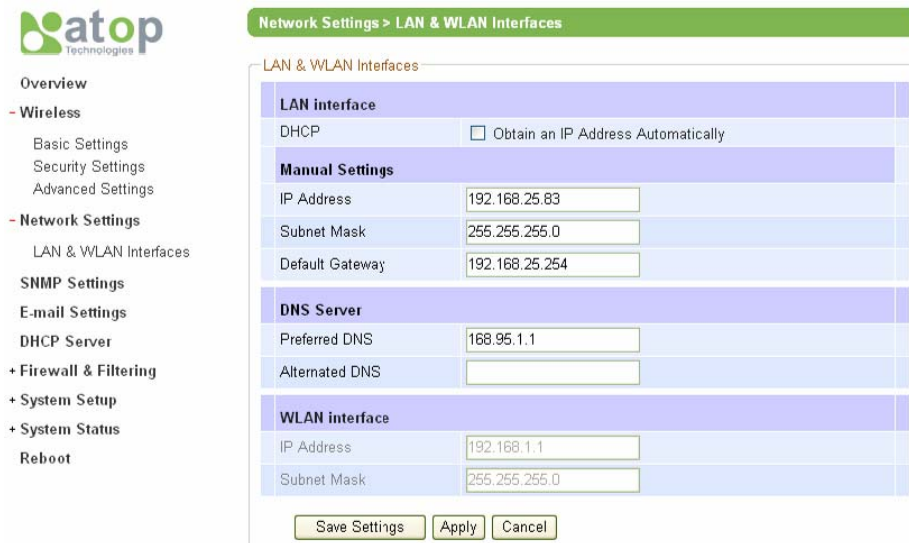 atop
Technologies
Overview
- Wireless
Basic Settings
Security Settings
Advanced Settings
- Network Settings
LAN & WLAN Interfaces
SNMP Settings
E-mail Settings
DHCP Server
+ Firewall & Filtering
+ System Setup
+ System Status
Reboot
Network Settings > LAN & WLAN Interfaces
LAN & WLAN Interfaces
LAN interface
DHCP Obtain an IP Address Automatically
Manual Settings
IP Address 192.168.25.83
Subnet Mask 255.255.255.0
Default Gateway 192.168.25.254
DNS Server
Preferred DNS 168.95.1.1
Alternated DNS
WLAN interface
IP Address 192.168.1.1
Subnet Mask 255.255.255.0
Save Settings Apply Cancel